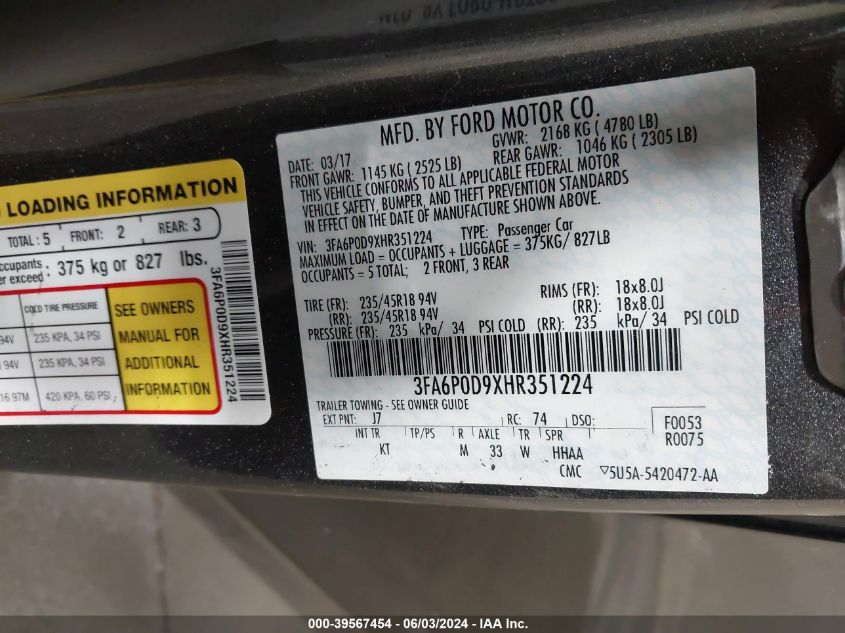 LOADING INFORMATION
TOTAL: 5 FRONT: 2 REAR: 3
375 kg or 827 lbs.
COLD TIRE PRESSURE
SEE OWNERS
MANUAL FOR
ADDITIONAL
INFORMATION
94V 235 KPA, 34 PSI
94V 235 KPA, 34 PSI
16 97M 420 KPA, 60 PSI
3FA6P0D9XHR351224
MFD. BY FORD MOTOR CO.
DATE: 03/17 GVWR: 2168 KG ( 4780 LB)
FRONT GAWR: 1145 KG ( 2525 LB) REAR GAWR: 1046 KG ( 2305 LB)
THIS VEHICLE CONFORMS TO ALL APPLICABLE FEDERAL MOTOR
VEHICLE SAFETY, BUMPER, AND THEFT PREVENTION STANDARDS
IN EFFECT ON THE DATE OF MANUFACTURE SHOWN ABOVE.
VIN: 3FA6P0D9XHR351224 TYPE: Passenger Car
MAXIMUM LOAD = OCCUPANTS + LUGGAGE = 375KG/ 827LB
OCCUPANTS = 5 TOTAL; 2 FRONT, 3 REAR
TIRE (FR): 235/45R18 94V RIMS (FR): 18x8.0J
(RR): 235/45R18 94V (RR): 18x8.0J
PRESSURE (FR): 235 kPa/ 34 PSI COLD (RR): 235 kPa/ 34 PSI COLD
3FA6P0D9XHR351224
TRAILER TOWING - SEE OWNER GUIDE
EXT PNT: J7 RC: 74 DSO:
INT TR TP/PS R AXLE TR SPR
KT M 33 W HHAA
F0053
R0075
CMC ▽5U5A-5420472-AA
000-39567454 - 06/03/2024 - IAA Inc.